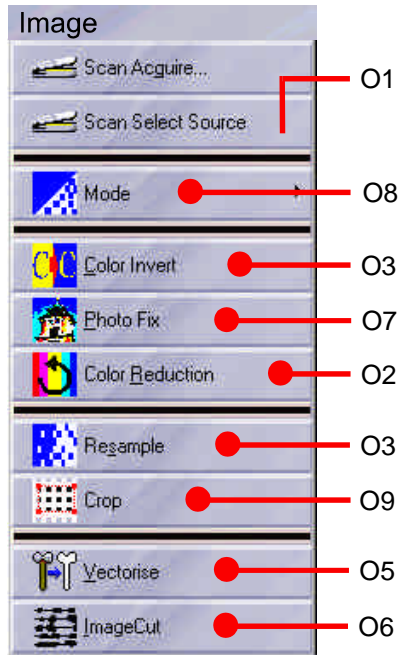 Image
Scan Acquire...
Scan Select Source
O1
Mode
O8
Color Invert
O3
Photo Fix
O7
Color Reduction
O2
Resample
O3
Crop
O9
Vectorise
O5
ImageCut
O6